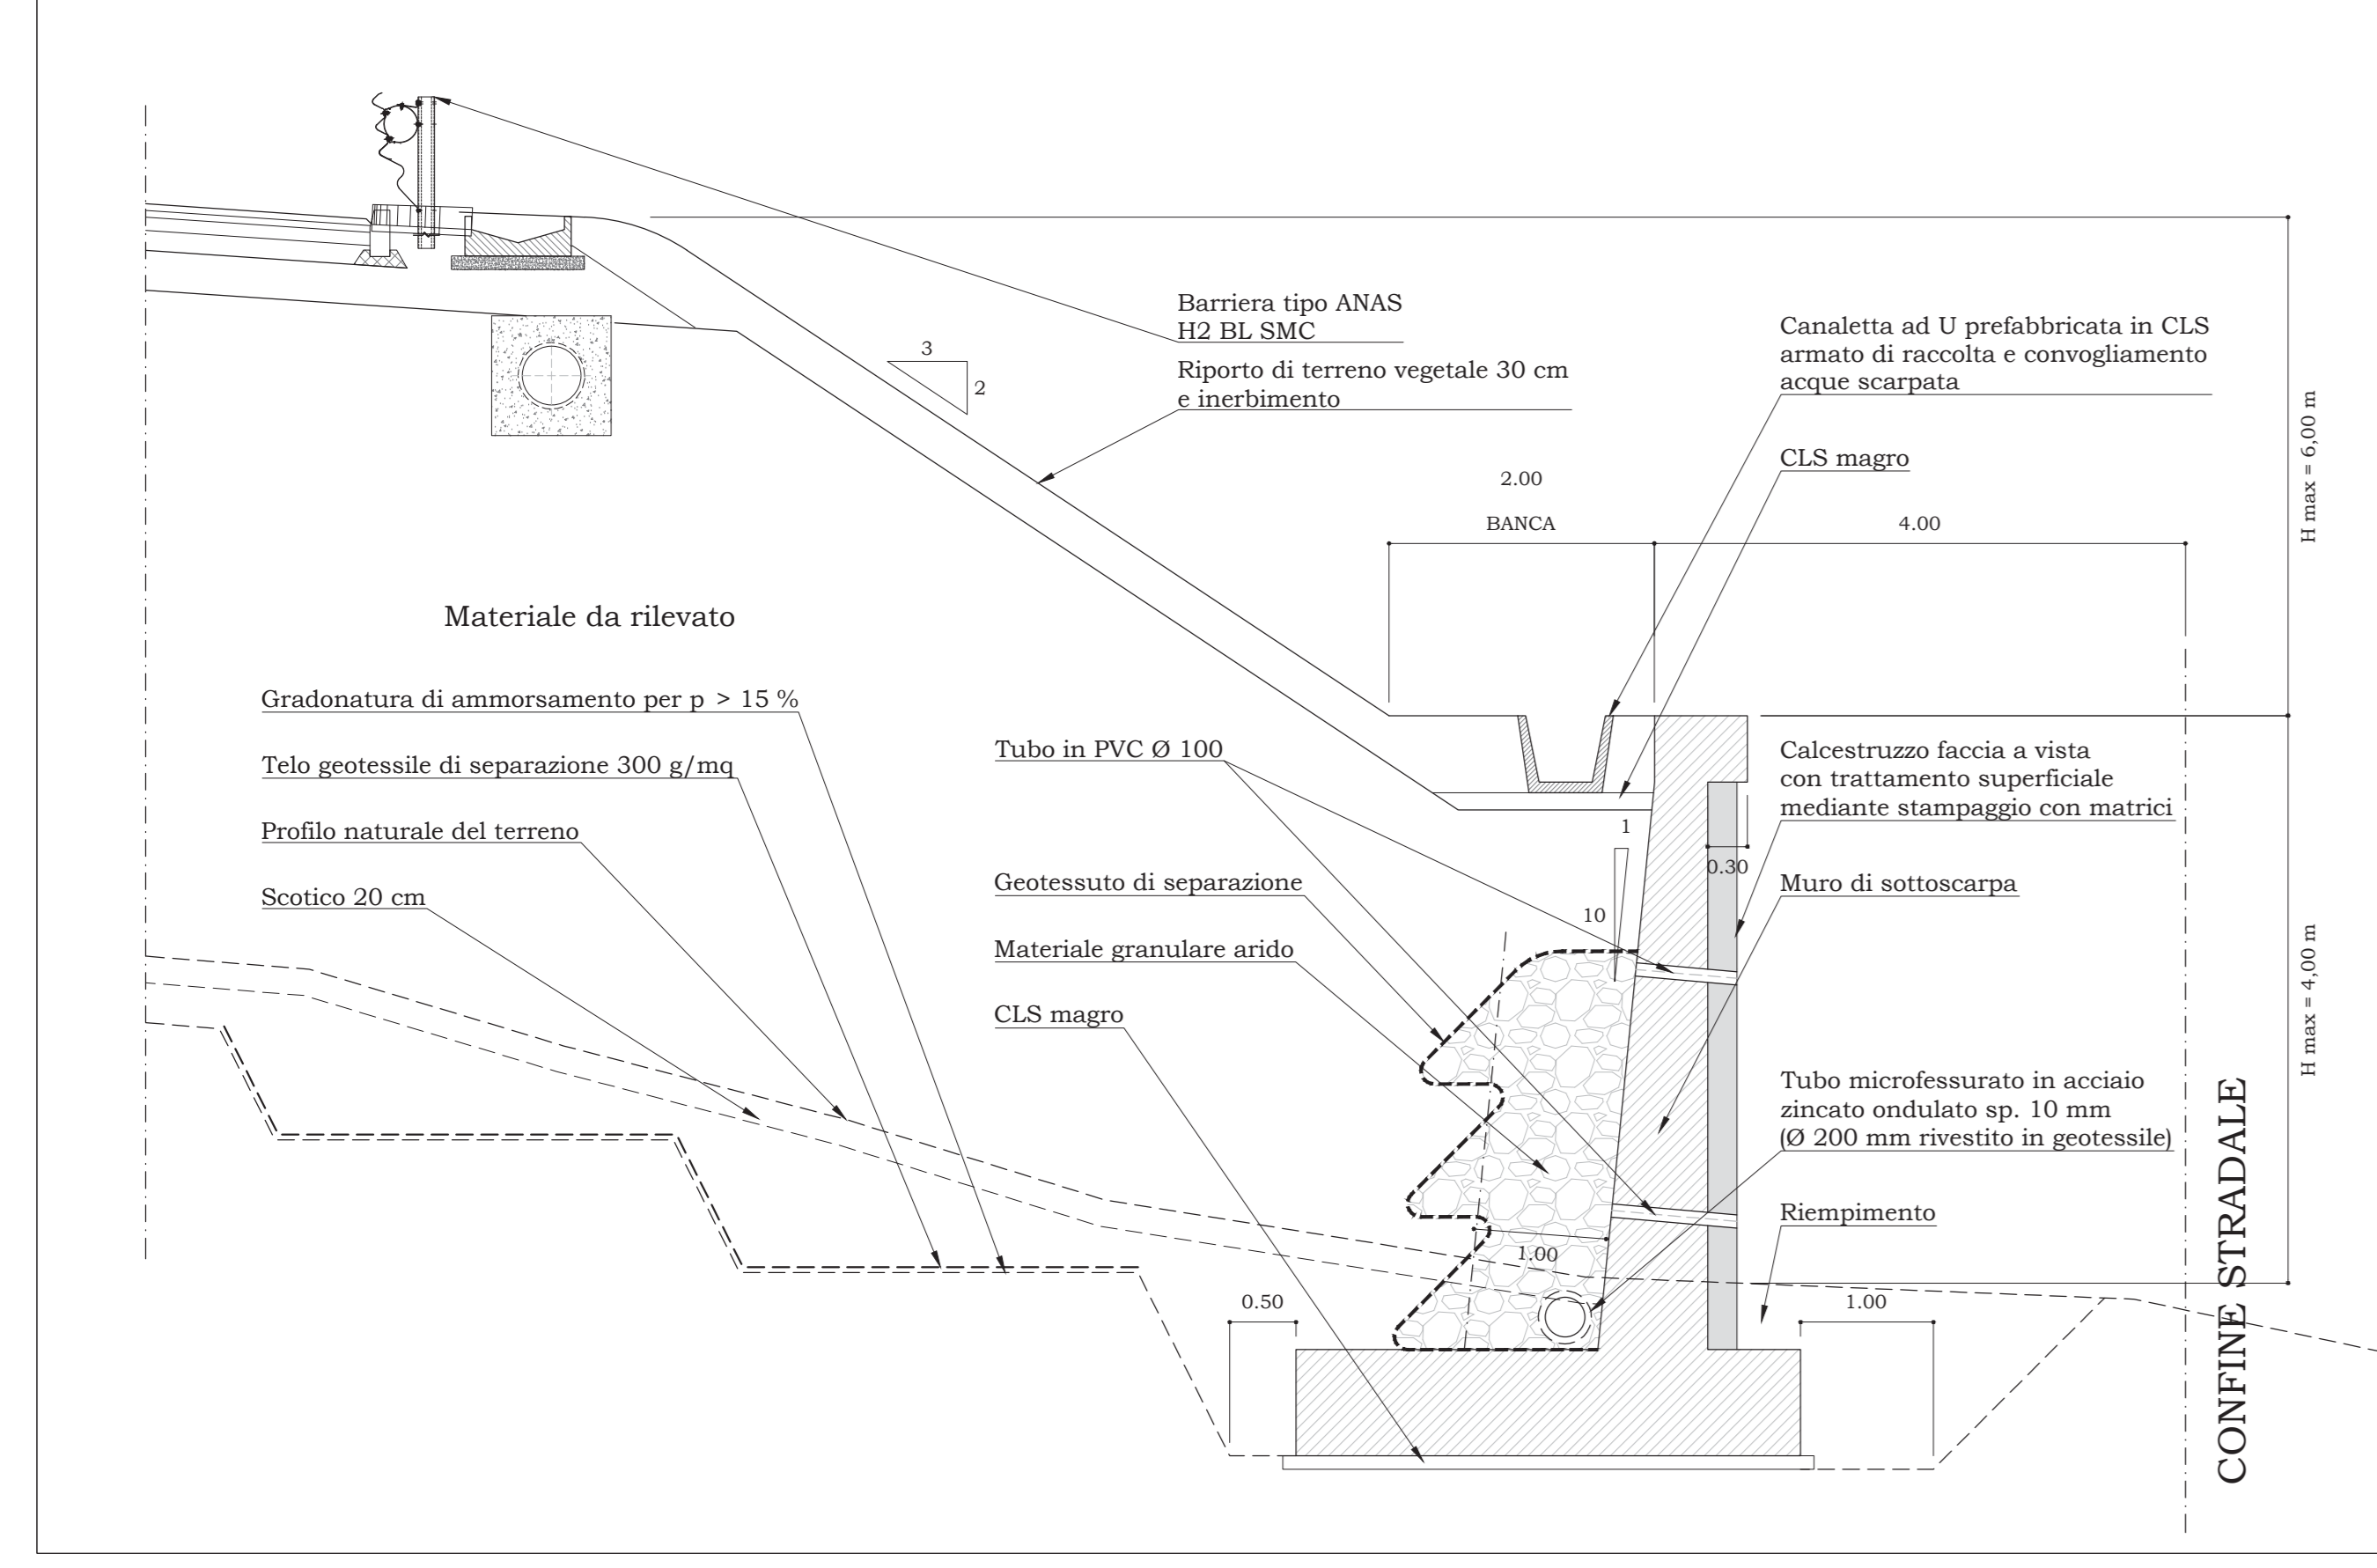 Barriera tipo ANAS
H2 BL SMC
Riporto di terreno vegetale 30 cm
e inerbimento
3
2
Canaletta ad U prefabbricata in CLS
armato di raccolta e convogliamento
acque scarpata
CLS magro
2.00
BANCA
4.00
H max = 6,00 m
Materiale da rilevato
Gradonatura di ammorsamento per p > 15 %
Telo geotessile di separazione 300 g/mq
Profilo naturale del terreno
Scotico 20 cm
Tubo in PVC Ø 100
Geotessuto di separazione
Materiale granulare arido
CLS magro
1
10
0.30
Calcestruzzo faccia a vista
con trattamento superficiale
mediante stampaggio con matrici
Muro di sottoscarpa
H max = 4,00 m
Tubo microfessurato in acciaio
zincato ondulato sp. 10 mm
(Ø 200 mm rivestito in geotessile)
Riempimento
1.00
0.50
1.00
CONFINE STRADALE